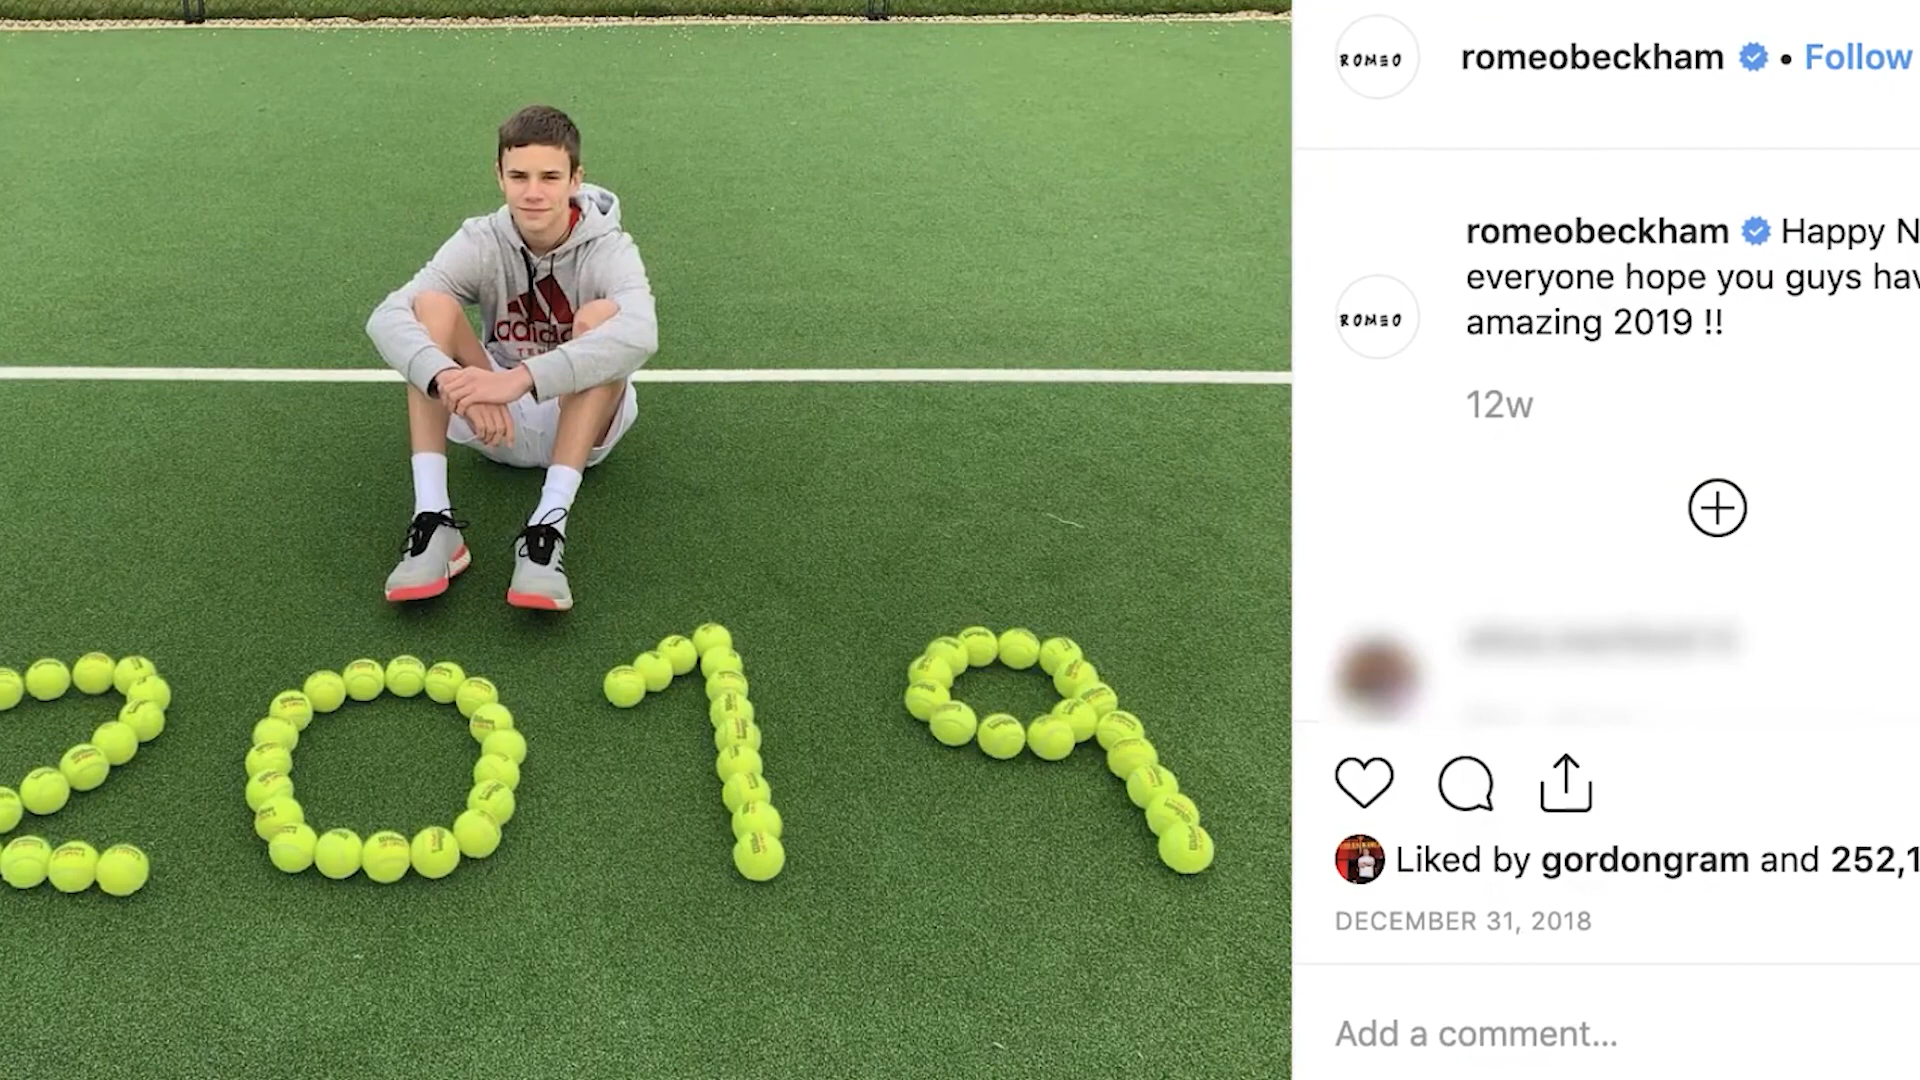 ROMEO
romeobeckham • Follow
romeobeckham Happy N
everyone hope you guys hav
amazing 2019 !!
ROMEO
12w
adidas
2019
Liked by gordongram and 252,1
DECEMBER 31, 2018
Add a comment...